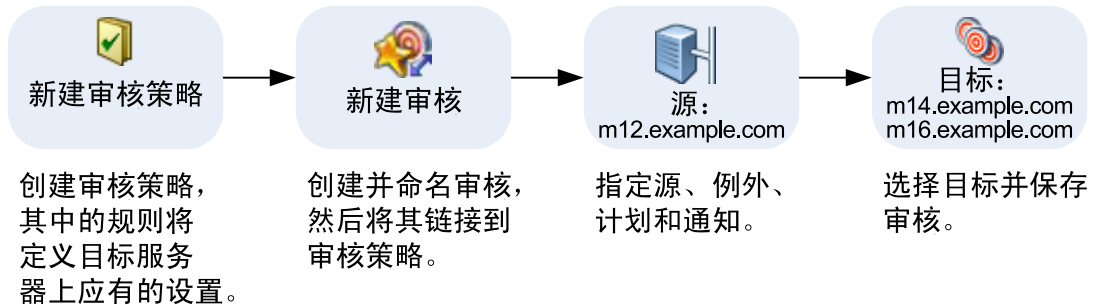 新建审核策略
新建审核
源：
m12.example.com
目标：
m14.example.com
m16.example.com
创建审核策略，
其中的规则将
定义目标服务
器上应有的设置。
创建并命名审核，
然后将其链接到
审核策略。
指定源、例外、
计划和通知。
选择目标并保存
审核。